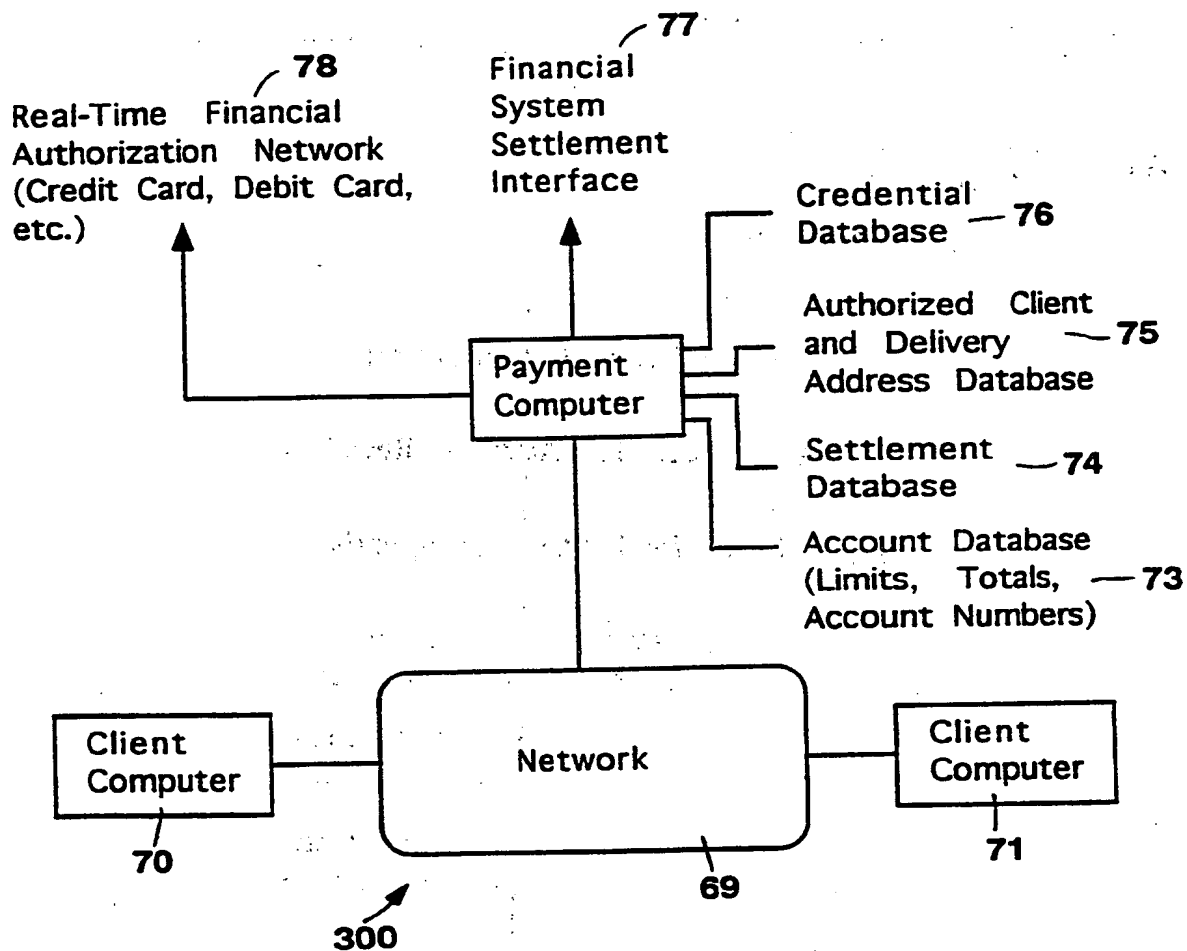 77
78
Financial
System
Settlement
Interface
Real-Time Financial
Authorization Network
(Credit Card, Debit Card,
etc.)
Credential
Database
76
Authorized Client
and Delivery
Address Database
75
Payment
Computer
Settlement
Database
74
Account Database
(Limits, Totals,
Account Numbers)
73
Client
Computer
70
Network
69
Client
Computer
71
300